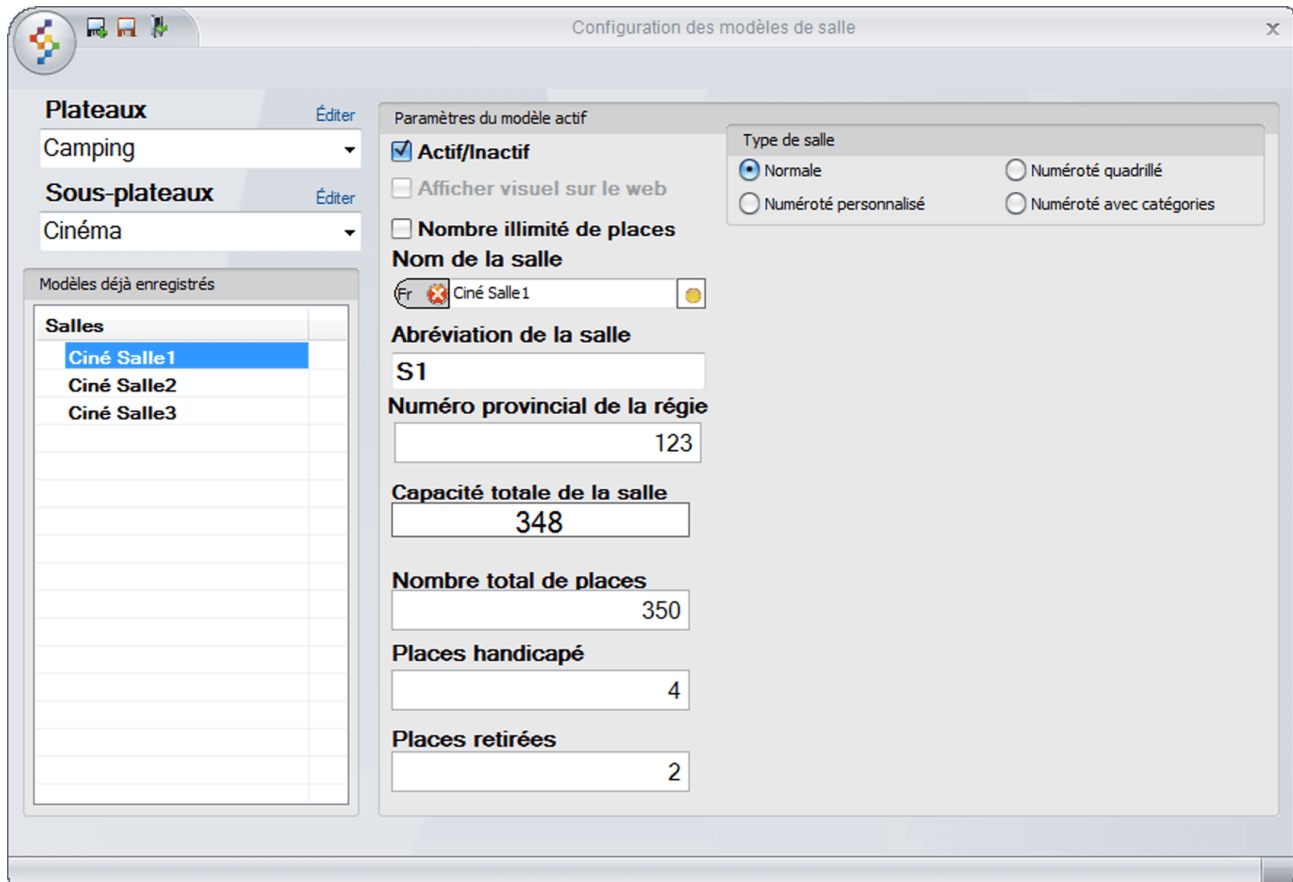 Configuration des modèles de salle
x
Plateaux
Éditer
Camping
Sous-plateaux
Éditer
Cinéma
Modèles déjà enregistrés
Salles
Ciné Salle1
Ciné Salle2
Ciné Salle3
Paramètres du modèle actif
Actif/Inactif
Afficher visuel sur le web
Nombre illimité de places
Nom de la salle
Fr Ciné Salle1
Abréviation de la salle
S1
Numéro provincial de la régie
123
Capacité totale de la salle
348
Nombre total de places
350
Places handicapé
4
Places retirées
2
Type de salle
Normale
Numéroté quadrillé
Numéroté personnalisé
Numéroté avec catégories